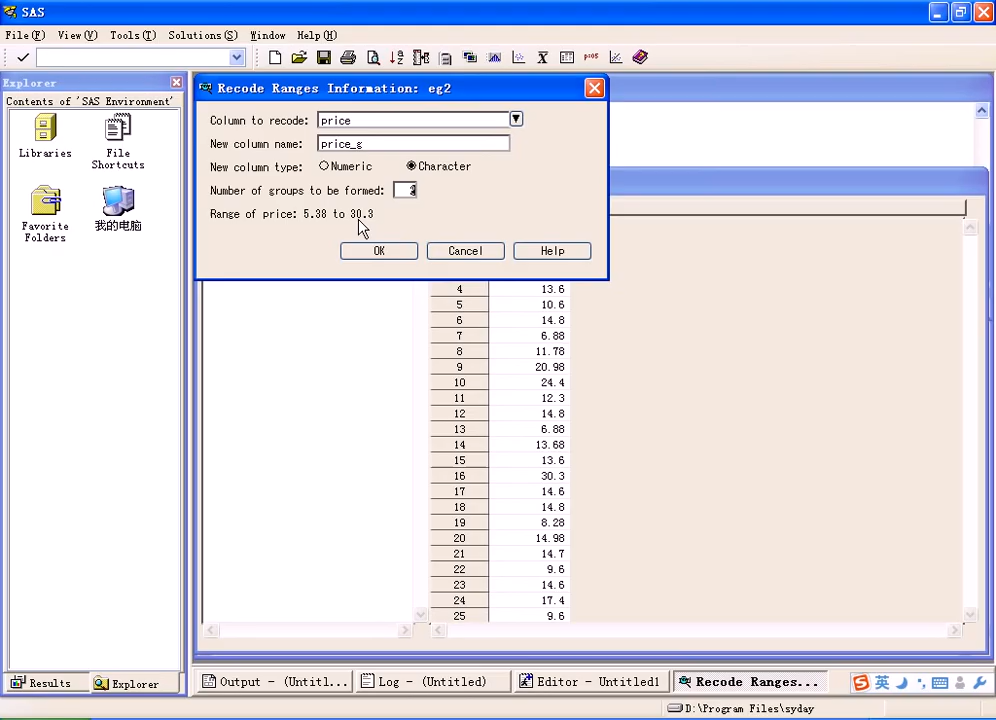 SAS
File(F) View(V) Tools(T) Solutions(S) Window Help(H)
Explorer
Contents of 'SAS Environment'
Libraries
File Shortcuts
Favorite Folders
我的电脑
Recode Ranges Information: eg2
Column to recode: price
New column name: price_g
New column type: Numeric Character
Number of groups to be formed:
Range of price: 5.38 to 30.3
OK Cancel Help
4 13.6
5 10.6
6 14.8
7 6.88
8 11.78
9 20.98
10 24.4
11 12.3
12 14.8
13 6.88
14 13.68
15 13.6
16 30.3
17 14.6
18 14.8
19 8.28
20 14.98
21 14.7
22 9.6
23 14.6
24 17.4
25 9.6
Results Explorer
Output - (Untitl... Log - (Untitled) Editor - Untitled1 Recode Ranges... 英
D:\Program Files\syday